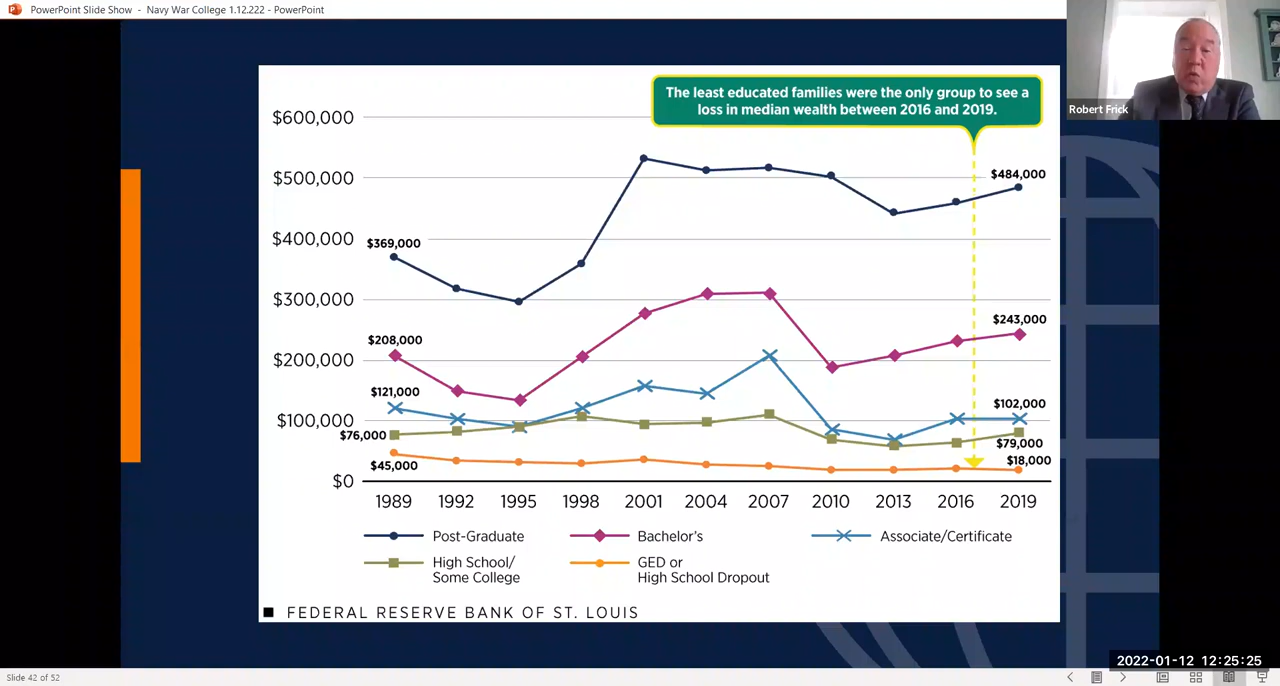 PowerPoint Slide Show - Navy War College 1.12.222 - PowerPoint
Robert Frick
The least educated families were the only group to see a
loss in median wealth between 2016 and 2019.
$600,000
$500,000
$400,000
$300,000
$200,000
$100,000
$0
$369,000
$484,000
$208,000
$243,000
$121,000
$102,000
$76,000
$79,000
$45,000
$18,000
1989 1992 1995 1998 2001 2004 2007 2010 2013 2016 2019
Post-Graduate Bachelor's Associate/Certificate
High School/
Some College
GED or
High School Dropout
FEDERAL RESERVE BANK OF ST. LOUIS
2022-01-12 12:25:25
Slide 42 of 52